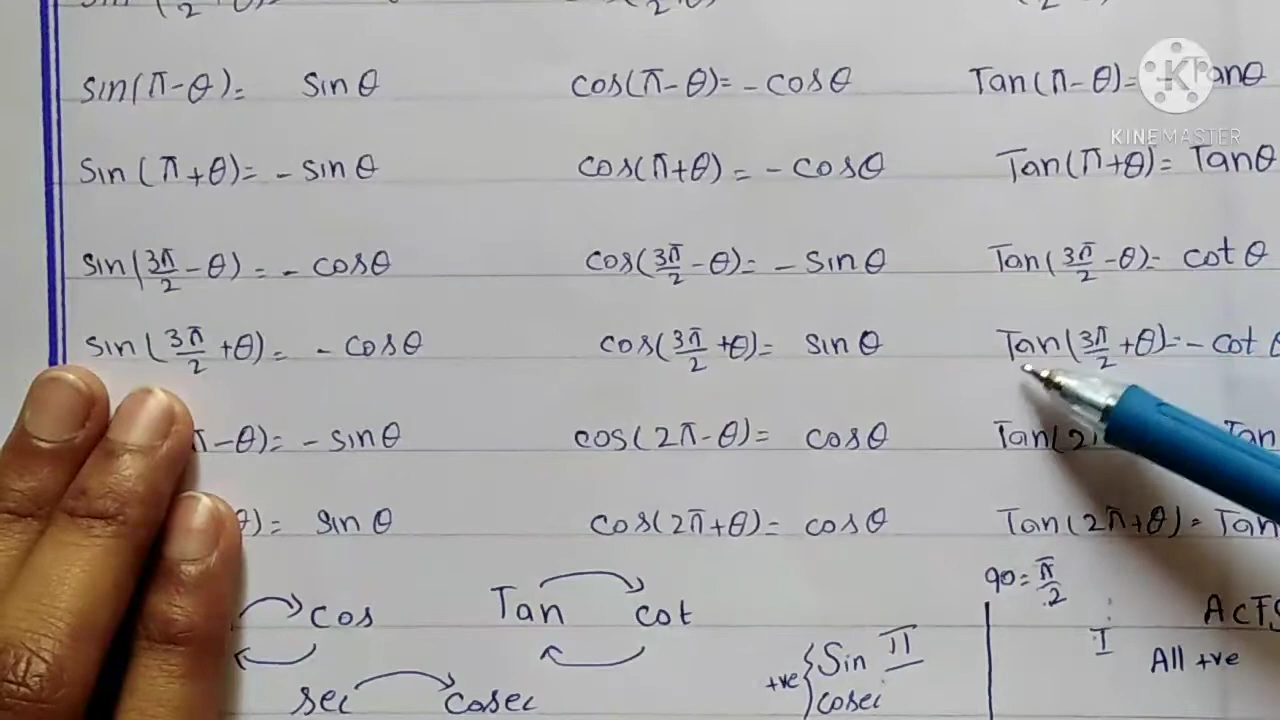 sin(π-θ)= sinθ cos(π-θ)= -cosθ Tan(π-θ)= Tanθ
K
KINEMASTER
Sin(π+θ)= -sinθ cos(π+θ) = -cosθ Tan(π+θ)= Tanθ
sin(3π/2-θ) = -cosθ cos(3π/2-θ)= -sinθ Tan(3π/2-θ)= cotθ
sin(3π/2+θ)= -cosθ cos(3π/2+θ)= sinθ Tan(3π/2+θ)= -cot θ
-θ)= -sinθ cos(2π-θ)= cosθ Tan(2 Tan
θ)= sinθ cos(2π+θ)= cosθ Tan(2π+θ)= Tan
90=π/2
cos Tan cot I ACTS
+ve { Sin II All +ve
sec cosec cosec